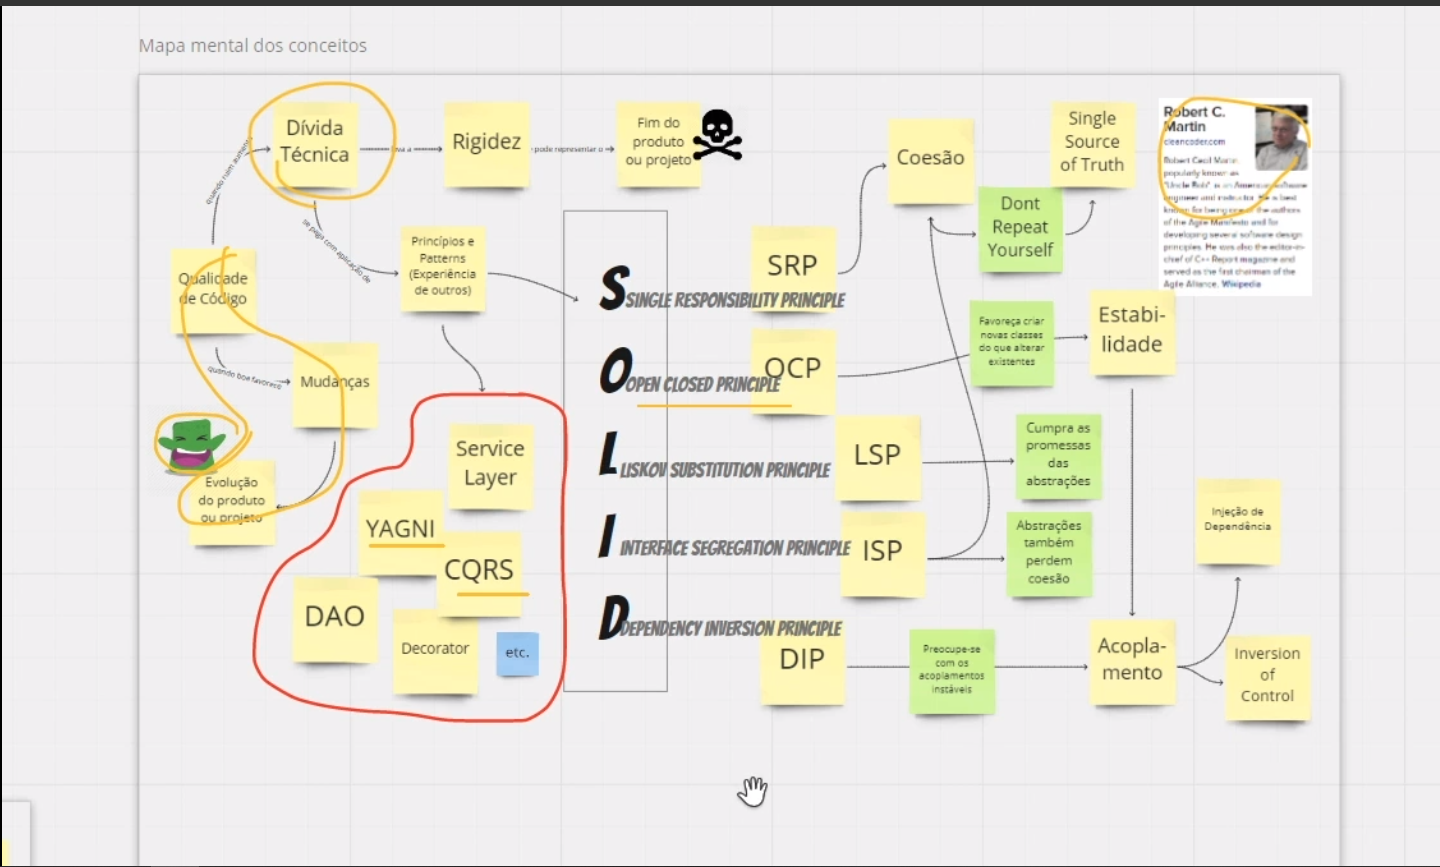 Mapa mental dos conceitos
Dívida
Técnica
leva a
Rigidez
pode representar o
Fim do
produto
ou projeto
quando ruim aumenta
se paga com aplicação de
Qualidade
de Código
Princípios e
Patterns
(Experiência
de outros)
quando boa favorece
Mudanças
Evolução
do produto
ou projeto
Service
Layer
YAGNI
CQRS
DAO
Decorator
etc.
S
SINGLE RESPONSIBILITY PRINCIPLE
O
OPEN CLOSED PRINCIPLE
L
LISKOV SUBSTITUTION PRINCIPLE
I
INTERFACE SEGREGATION PRINCIPLE
D
DEPENDENCY INVERSION PRINCIPLE
SRP
OCP
LSP
ISP
DIP
Coesão
Dont
Repeat
Yourself
Single
Source
of Truth
Favoreça criar
novas classes
do que alterar
existentes
Estabi-
lidade
Cumpra as
promessas
das
abstrações
Abstrações
também
perdem
coesão
Preocupe-se
com os
acoplamentos
instáveis
Acopla-
mento
Injeção de
Dependência
Inversion
of
Control
Robert C.
Martin
cleancoder.com
Robert Cecil Martin,
popularly known as
"Uncle Bob" is an American software
engineer and instructor. He is best
known for being one of the authors
of the Agile Manifesto and for
developing several software design
principles. He was also the editor-in-
chief of C++ Report magazine and
served as the first chairman of the
Agile Alliance. Wikipedia